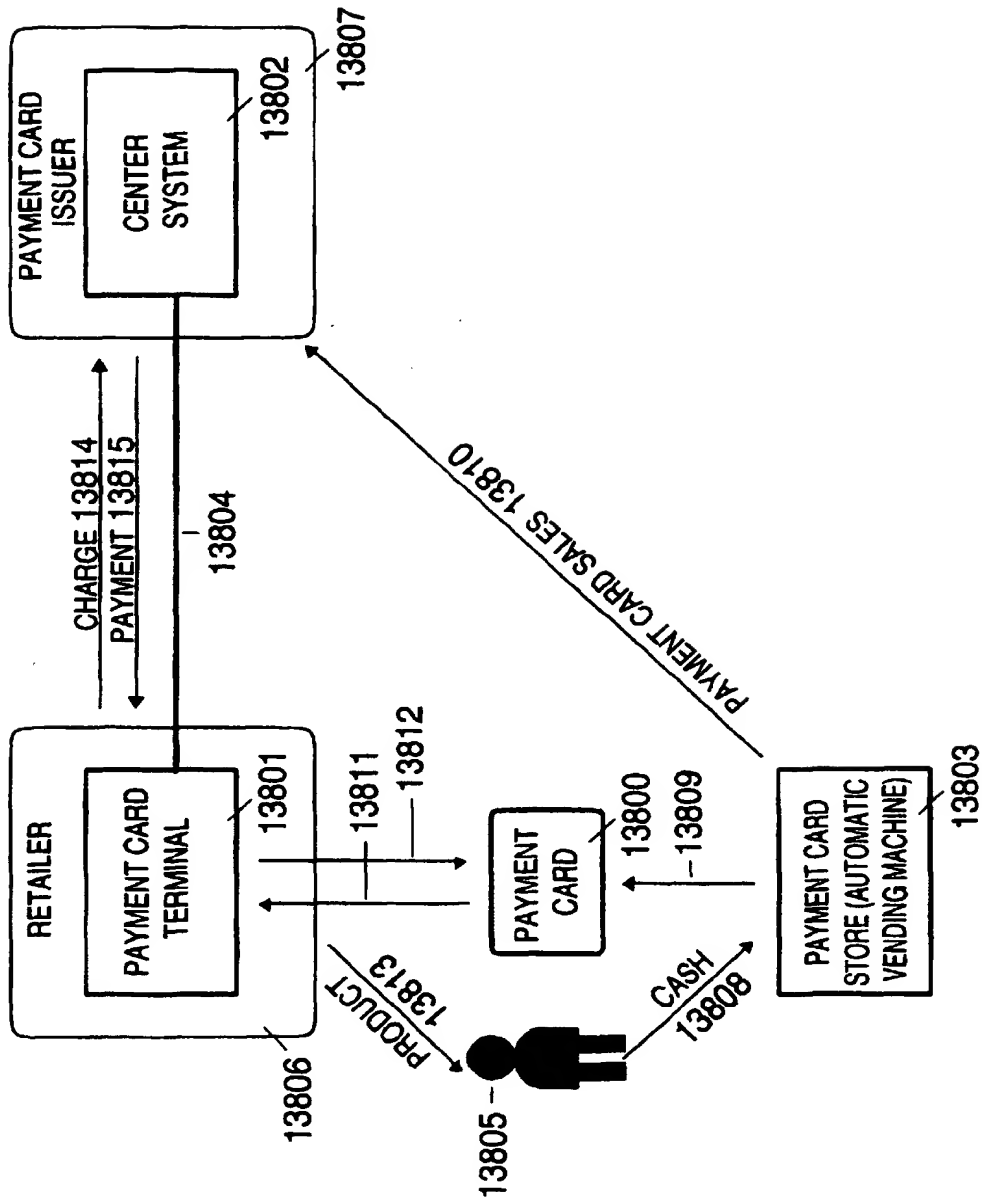 RETAILER
PAYMENT CARD
TERMINAL
13801
13806
CHARGE 13814
PAYMENT 13815
13804
PAYMENT CARD
ISSUER
CENTER
SYSTEM
13802
13807
13811
13812
PRODUCT
13813
13805
PAYMENT
CARD
13800
13809
CASH
13808
PAYMENT CARD SALES 13810
PAYMENT CARD
STORE (AUTOMATIC
VENDING MACHINE)
13803